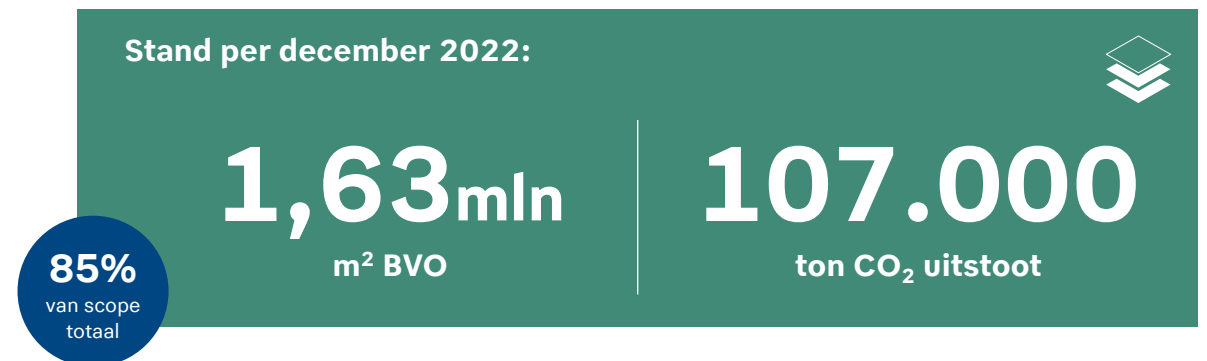 Stand per december 2022:
1,63mln
m² BVO
107.000
ton CO₂ uitstoot
85%
van scope
totaal